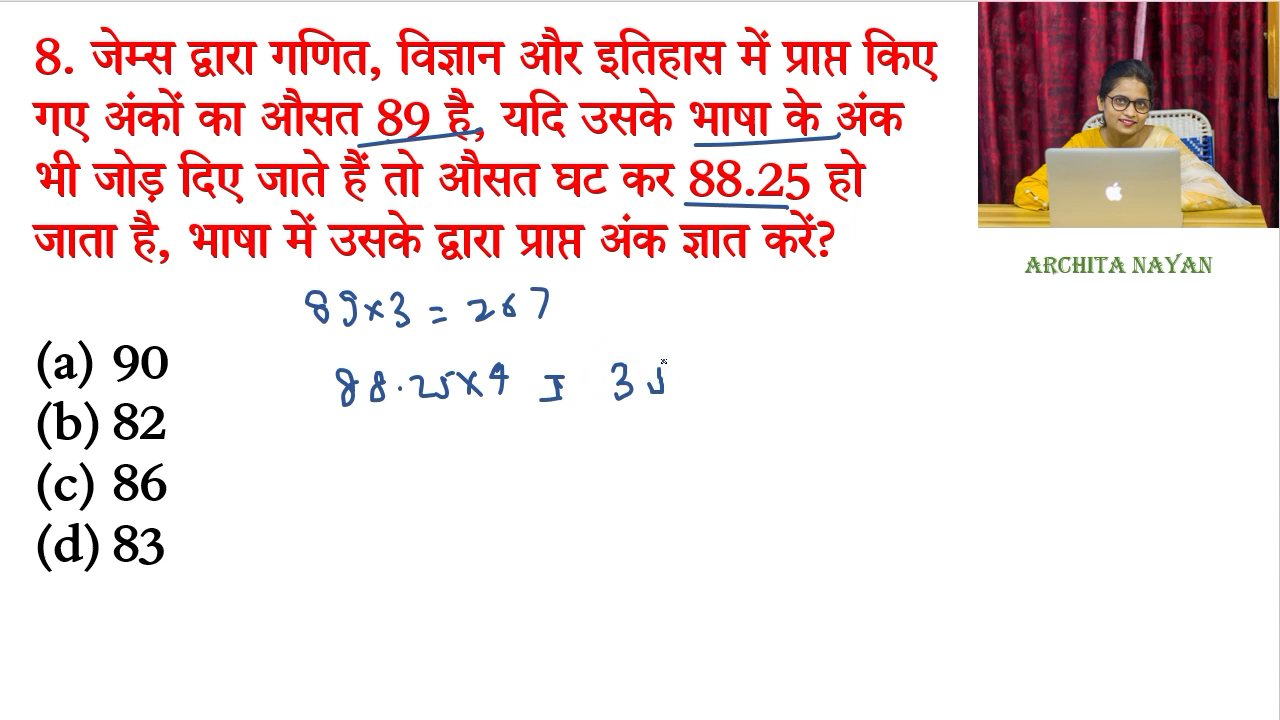 8. जेम्स द्वारा गणित, विज्ञान और इतिहास में प्राप्त किए
गए अंकों का औसत 89 है, यदि उसके भाषा के अंक
भी जोड़ दिए जाते हैं तो औसत घट कर 88.25 हो
जाता है, भाषा में उसके द्वारा प्राप्त अंक ज्ञात करें?
ARCHITA NAYAN
89×3 = 267
88.25×4 = 35
(a) 90
(b) 82
(c) 86
(d) 83